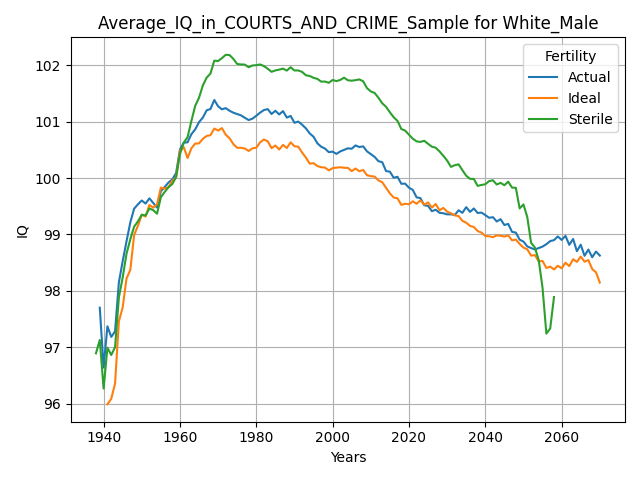 Average_IQ_in_COURTS_AND_CRIME_Sample for White_Male
Fertility
Actual
Ideal
Sterile
IQ
102
101
100
99
98
97
96
1940 1960 1980 2000 2020 2040 2060
Years